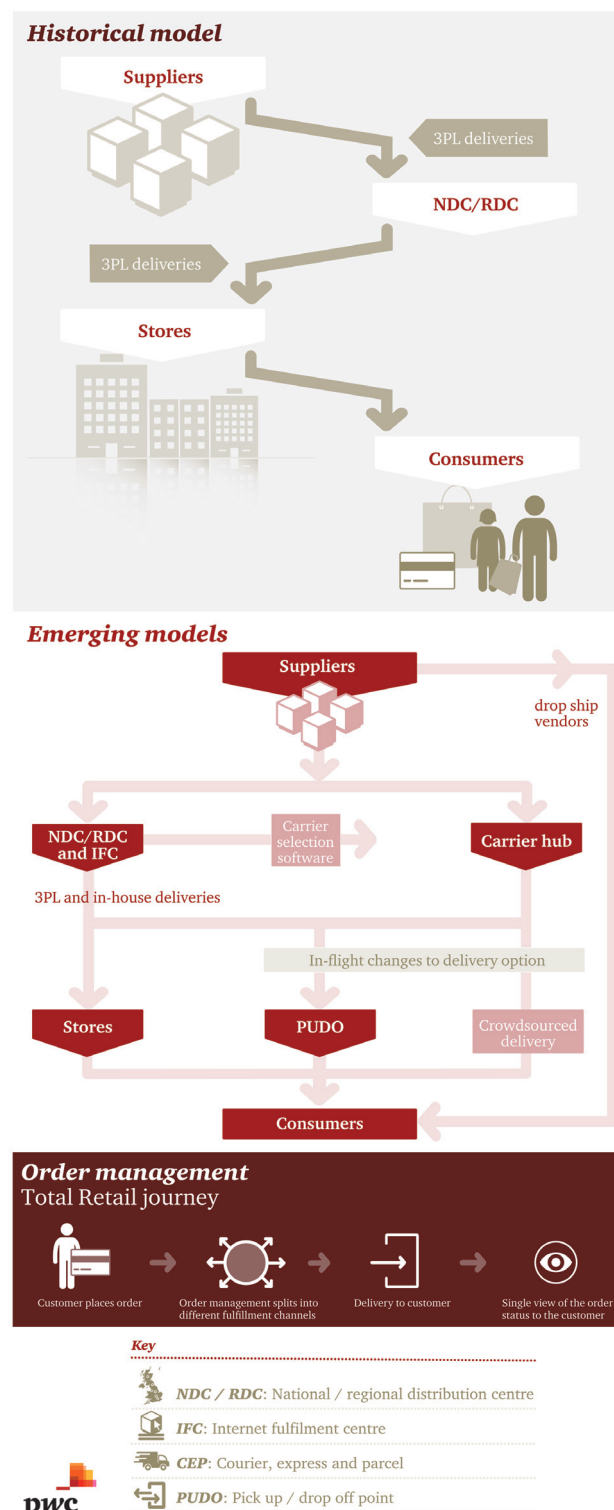 Historical model
Suppliers
3PL deliveries
NDC/RDC
3PL deliveries
Stores
Consumers
Emerging models
Suppliers
drop ship
vendors
NDC/RDC
and IFC
Carrier
selection
software
Carrier hub
3PL and in-house deliveries
In-flight changes to delivery option
Stores
PUDO
Crowdsourced
delivery
Consumers
Order management
Total Retail journey
Customer places order
Order management splits into
different fulfillment channels
Delivery to customer
Single view of the order
status to the customer
Key
NDC / RDC: National / regional distribution centre
IFC: Internet fulfilment centre
CEP: Courier, express and parcel
PUDO: Pick up / drop off point
pwc